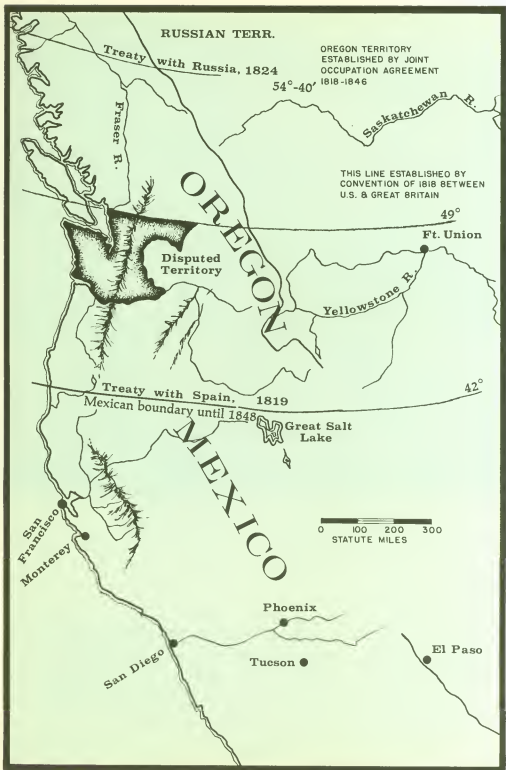 RUSSIAN TERR.
Treaty with Russia, 1824
54°-40'
OREGON TERRITORY
ESTABLISHED BY JOINT
OCCUPATION AGREEMENT
1818-1846
Saskatchewan R.
Fraser R.
THIS LINE ESTABLISHED BY
CONVENTION OF 1818 BETWEEN
U.S. & GREAT BRITAIN
OREGON
49°
Ft. Union
Disputed
Territory
Yellowstone R.
Treaty with Spain, 1819
42°
Mexican boundary until 1848
Great Salt
Lake
MEXICO
0 100 200 300
STATUTE MILES
San
Francisco
Monterey
Phoenix
San Diego
Tucson
El Paso